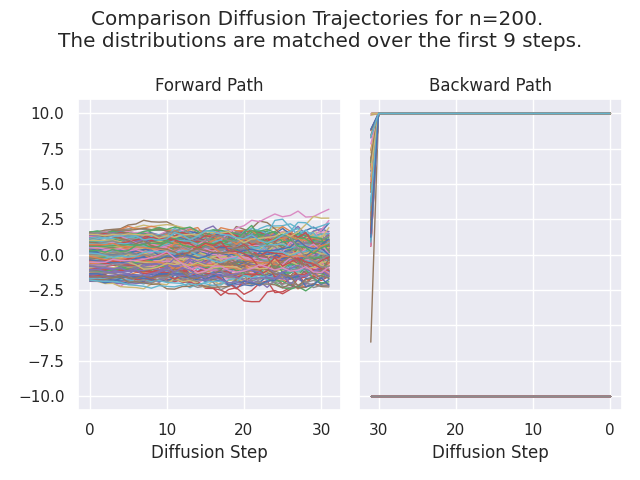 Comparison Diffusion Trajectories for n=200.
The distributions are matched over the first 9 steps.
Forward Path
Backward Path
10.0
7.5
5.0
2.5
0.0
−2.5
−5.0
−7.5
−10.0
0 10 20 30
30 20 10 0
Diffusion Step
Diffusion Step